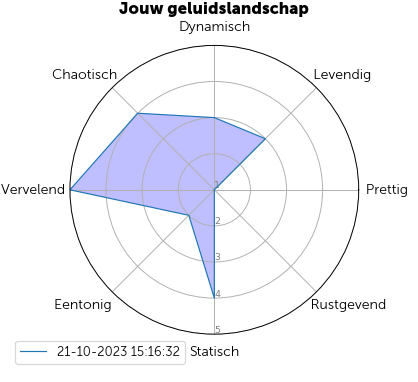 Jouw geluidslandschap
Dynamisch
Chaotisch
Levendig
Vervelend
1
Prettig
2
3
Eentonig
4
Rustgevend
5
21-10-2023 15:16:32
Statisch